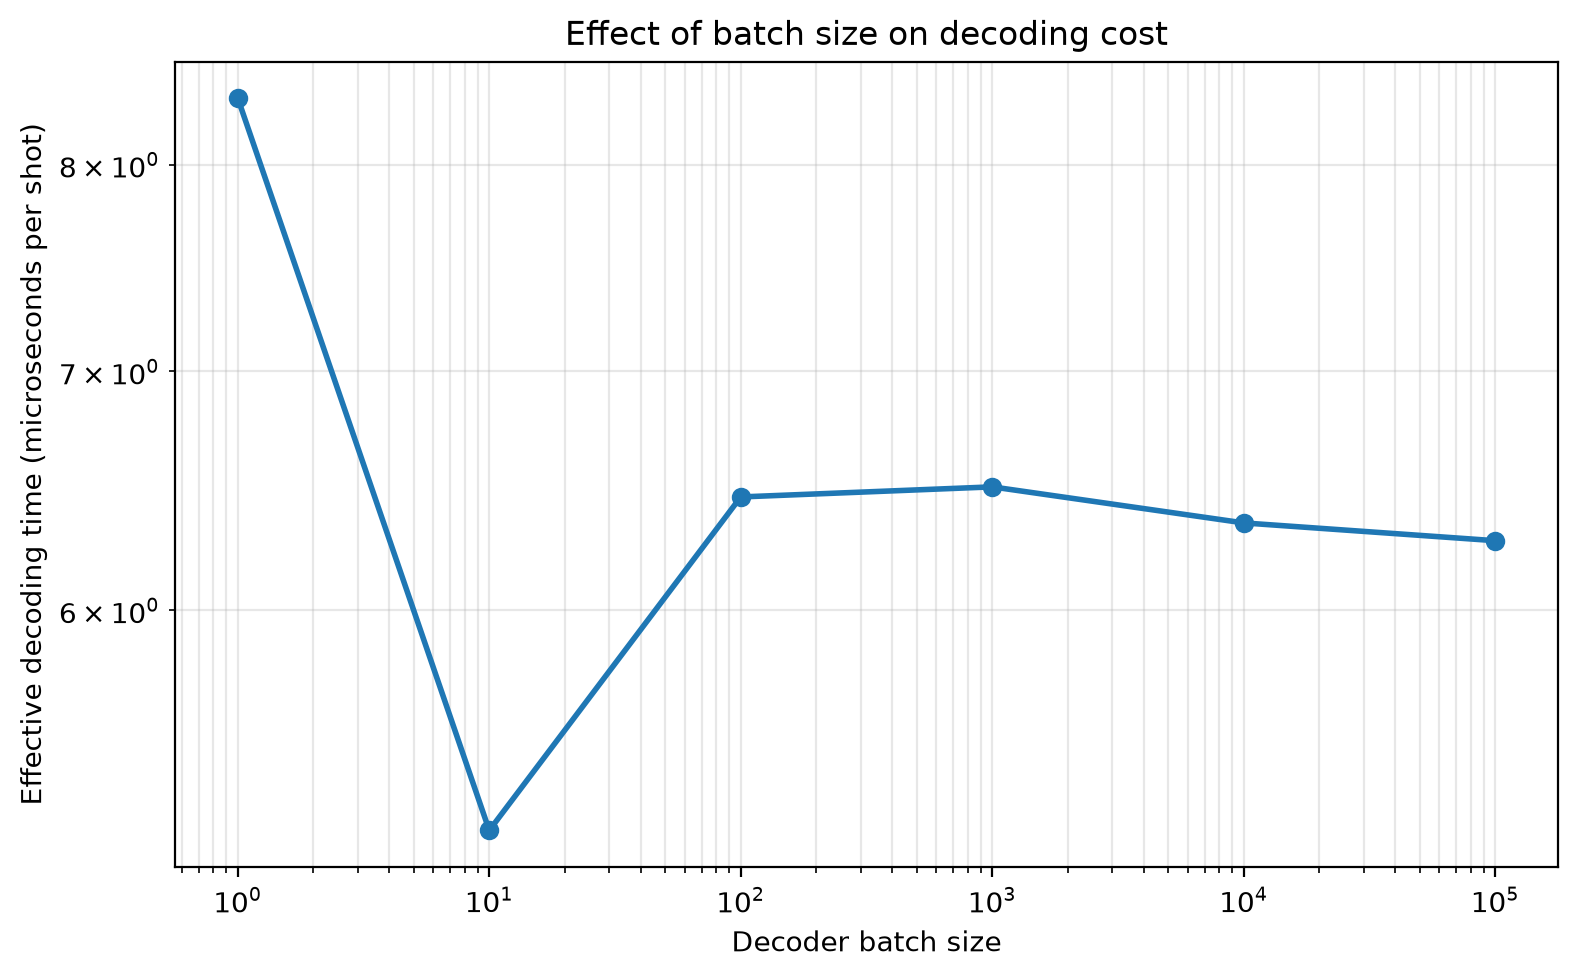 Effect of batch size on decoding cost
Effective decoding time (microseconds per shot)
8 × 10⁰
7 × 10⁰
6 × 10⁰
10⁰ 10¹ 10² 10³ 10⁴ 10⁵
Decoder batch size